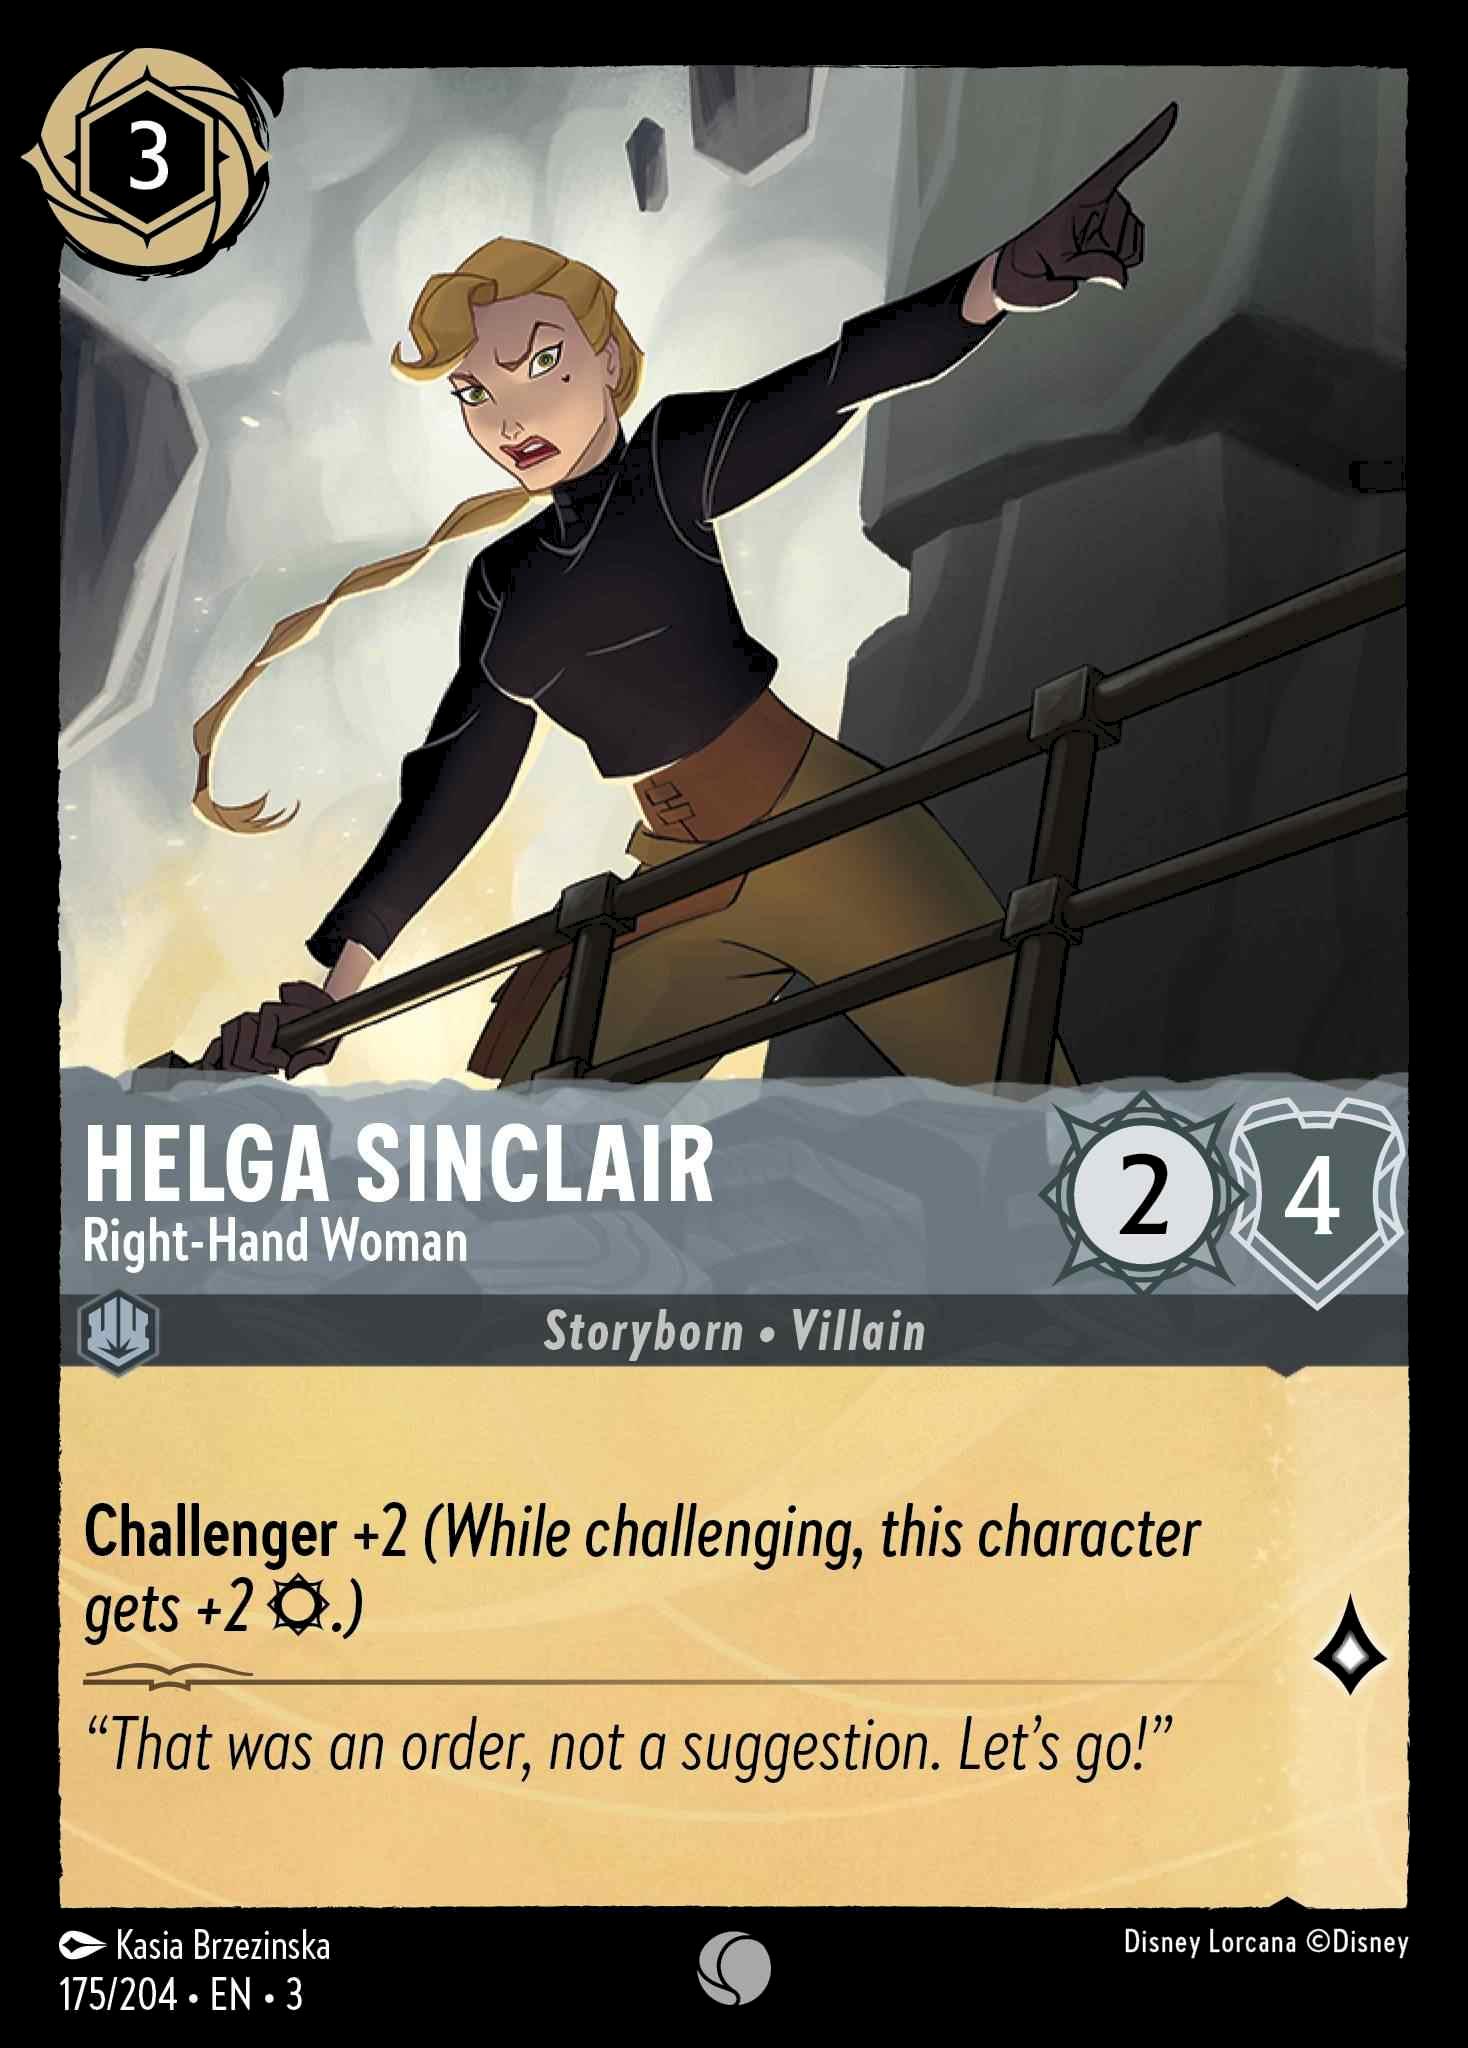 3
HELGA SINCLAIR
Right-Hand Woman
2
4
Storyborn • Villain
Challenger +2 (While challenging, this character
gets +2 .)
“That was an order, not a suggestion. Let’s go!”
Kasia Brzezinska
175/204 • EN • 3
Disney Lorcana ©Disney